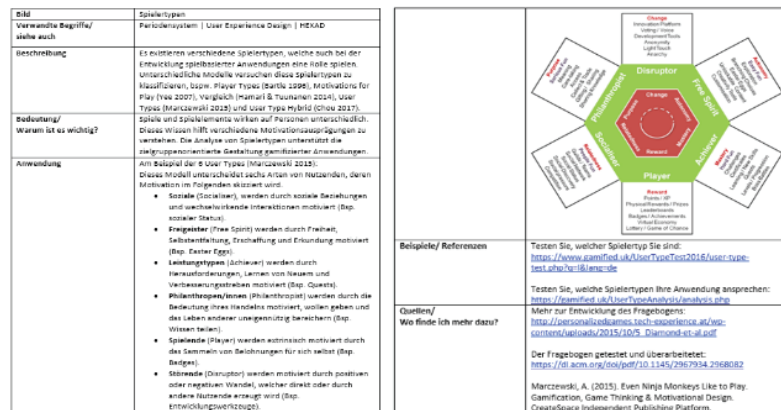 Bild Spielertypen
Verwandte Begriffe/ Periodensystem | User Experience Design | HEXAD
siehe auch
Beschreibung Es existieren verschiedene Spielertypen, welche auch bei der
Entwicklung spielbasierter Anwendungen eine Rolle spielen.
Unterschiedliche Modelle versuchen diese Spielertypen zu
klassifizieren, bspw. Player Types (Bartle 1996), Motivations for
Play (Yee 2007), Vergleich (Hamari & Tuunanen 2014), User
Types (Marczewski 2015) und User Type Hybrid (Chou 2017).
Bedeutung/ Spiele und Spielelemente wirken auf Personen unterschiedlich.
Warum ist es wichtig? Dieses Wissen hilft verschiedene Motivationsausprägungen zu
verstehen. Die Analyse von Spielertypen unterstützt die
zielgruppenorientierte Gestaltung gamifizierter Anwendungen.
Anwendung Am Beispiel der 6 User Types (Marczewski 2015):
Dieses Modell unterscheidet sechs Arten von Nutzenden, deren
Motivation im Folgenden skizziert wird.
• Soziale (Socialiser), werden durch soziale Beziehungen
und wechselwirkende Interaktionen motiviert (Bsp.
sozialer Status).
• Freigeister (Free Spirit) werden durch Freiheit,
Selbstentfaltung, Erschaffung und Erkundung motiviert
(Bsp. Easter Eggs).
• Leistungstypen (Achiever) werden durch
Herausforderungen, Lernen von Neuem und
Verbesserungsstreben motiviert (Bsp. Quests).
• Philanthropen/innen (Philanthropist) werden durch die
Bedeutung ihres Handelns motiviert, wollen geben und
das Leben anderer uneigennützig bereichern (Bsp.
Wissen teilen).
• Spielende (Player) werden extrinsisch motiviert durch
das Sammeln von Belohnungen für sich selbst (Bsp.
Badges).
• Störende (Disruptor) werden motiviert durch positiven
oder negativen Wandel, welcher direkt oder durch
andere Nutzende erzeugt wird (Bsp.
Entwicklungswerkzeuge).
Change
Innovation Platform
Voting / Voice
Development Tools
Anonymity
Light Touch
Anarchy
Purpose
Autonomy
Disruptor
Free Spirit
Achiever
Player
Socialiser
Philanthropist
Change
Autonomy
Mastery
Reward
Relatedness
Purpose
Relatedness
Mastery
Reward
Points / XP
Physical Rewards / Prizes
Leaderboards
Badges / Achievements
Virtual Economy
Lottery / Game of Chance
Beispiele/ Referenzen Testen Sie, welcher Spielertyp Sie sind:
https://www.gamified.uk/UserTypeTest2016/user-type-
test.php?q=l&lang=de
Testen Sie, welche Spielertypen Ihre Anwendung ansprechen:
https://gamified.uk/UserTypeAnalysis/analysis.php
Quellen/ Mehr zur Entwicklung des Fragebogens:
Wo finde ich mehr dazu? http://personalizedgames.tech-experience.at/wp-
content/uploads/2015/10/5_Diamond-et-al.pdf
Der Fragebogen getestet und überarbeitetet:
https://dl.acm.org/doi/pdf/10.1145/2967934.2968082
Marczewski, A. (2015). Even Ninja Monkeys Like to Play.
Gamification, Game Thinking & Motivational Design.
CreateSpace Independent Publishing Platform.